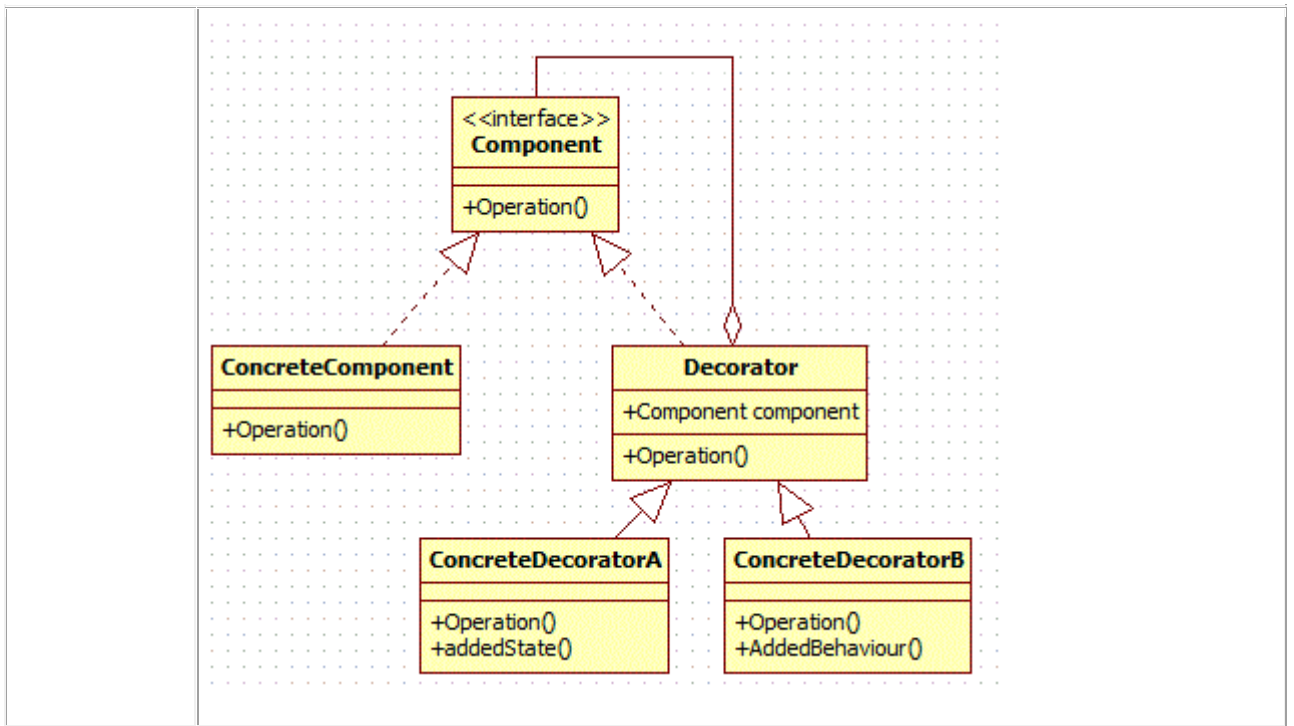 <<interface>>
Component
+Operation()
ConcreteComponent
+Operation()
Decorator
+Component component
+Operation()
ConcreteDecoratorA
+Operation()
+addedState()
ConcreteDecoratorB
+Operation()
+AddedBehaviour()